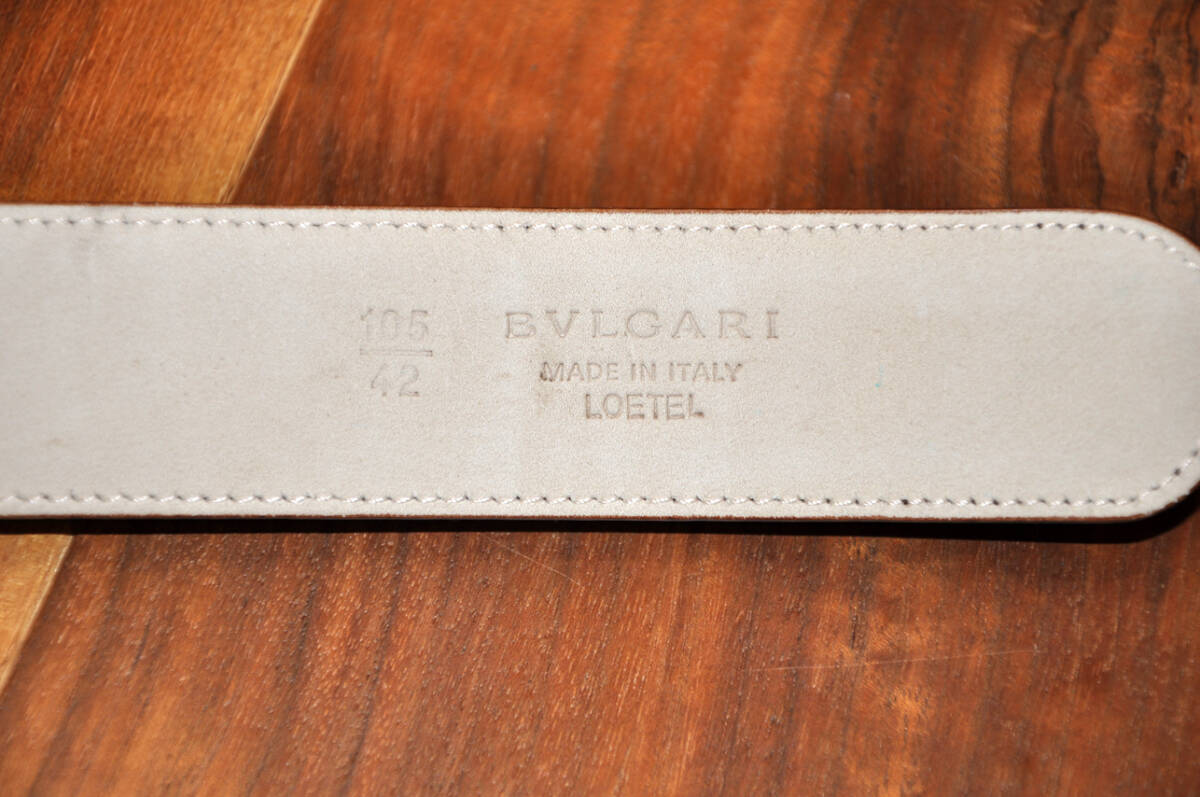 105
42
BVLGARI
MADE IN ITALY
LOETEL